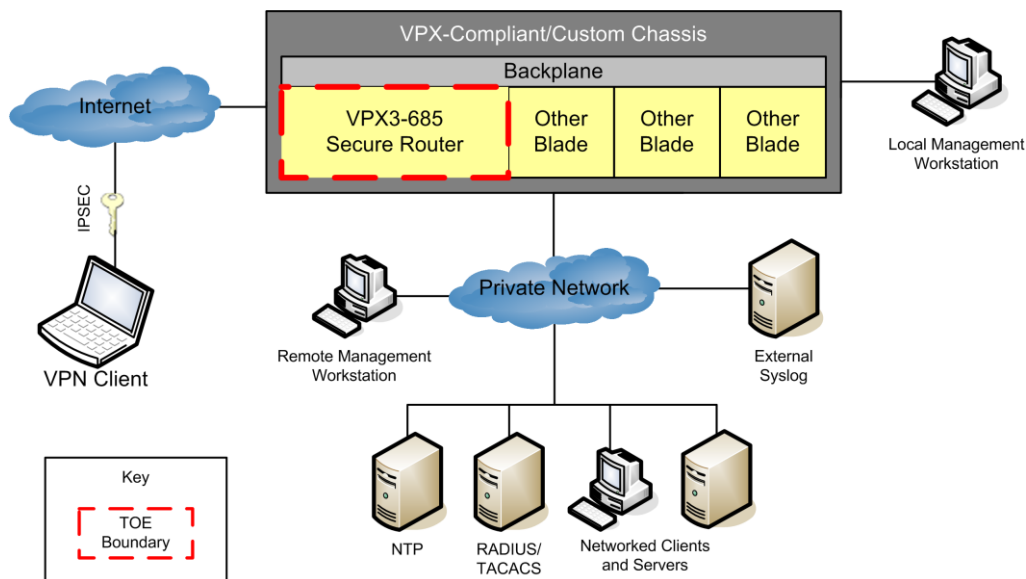 VPX-Compliant/Custom Chassis
Backplane
Internet
VPX3-685
Secure Router
Other
Blade
Other
Blade
Other
Blade
Local Management
Workstation
IPSEC
VPN Client
Private Network
Remote Management
Workstation
External
Syslog
Key
TOE
Boundary
NTP
RADIUS/
TACACS
Networked Clients
and Servers